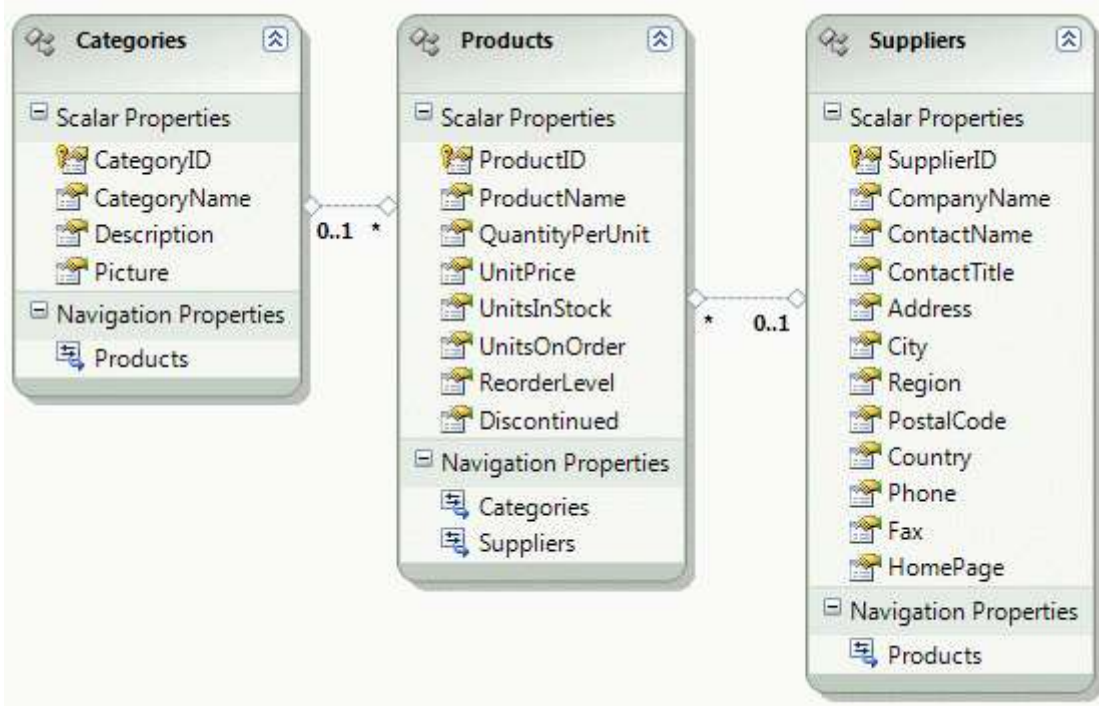 Categories
Scalar Properties
CategoryID
CategoryName
Description
Picture
Navigation Properties
Products
0..1 *
Products
Scalar Properties
ProductID
ProductName
QuantityPerUnit
UnitPrice
UnitsInStock
UnitsOnOrder
ReorderLevel
Discontinued
Navigation Properties
Categories
Suppliers
* 0..1
Suppliers
Scalar Properties
SupplierID
CompanyName
ContactName
ContactTitle
Address
City
Region
PostalCode
Country
Phone
Fax
HomePage
Navigation Properties
Products